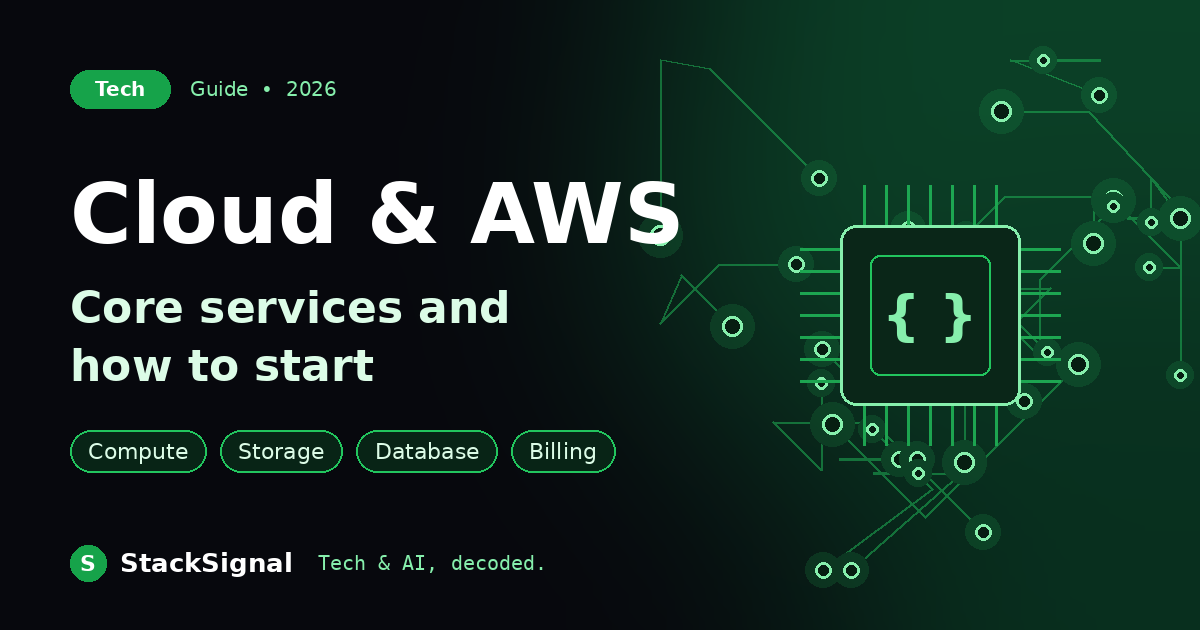 Tech
Guide • 2026
Cloud & AWS
Core services and
how to start
Compute
Storage
Database
Billing
{ }
S
StackSignal
Tech & AI, decoded.